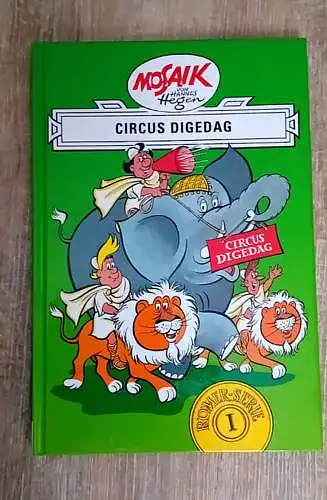 MOSAIK
VON HANNES
Hegen
CIRCUS DIGEDAG
CIRCUS
DIGEDAG
RÖMER-SERIE
I